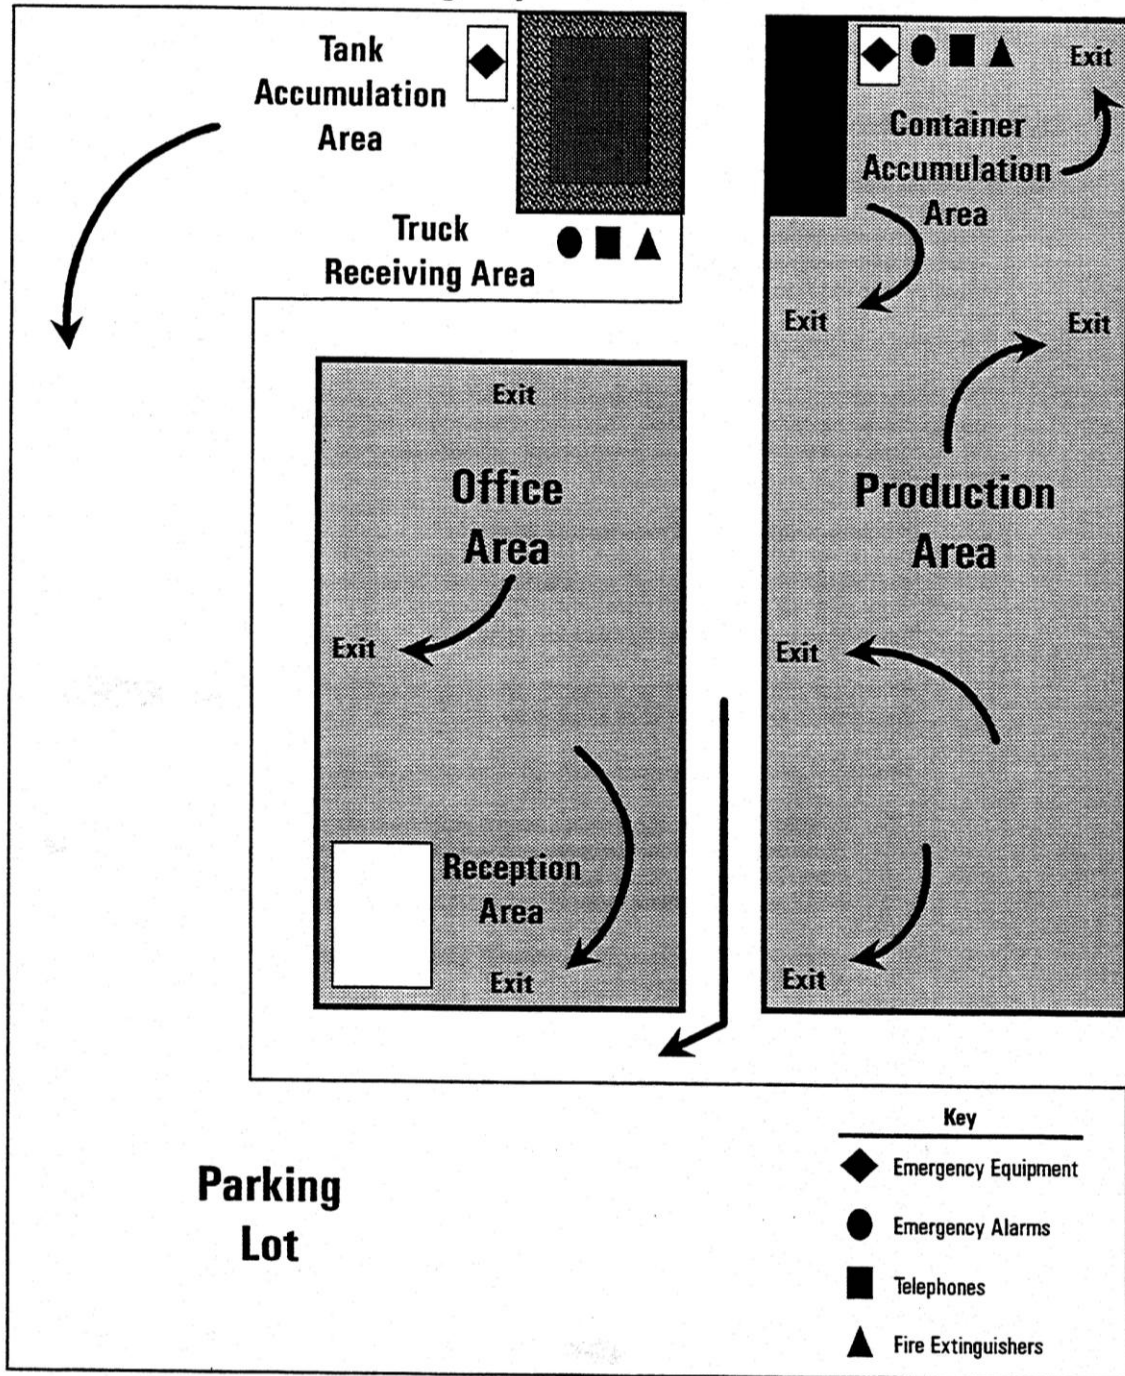 Tank
Accumulation
Area
Truck
Receiving Area
Exit
Container
Accumulation
Area
Exit
Exit
Exit
Office
Area
Production
Area
Exit
Exit
Reception
Area
Exit
Exit
Parking
Lot
Key
Emergency Equipment
Emergency Alarms
Telephones
Fire Extinguishers